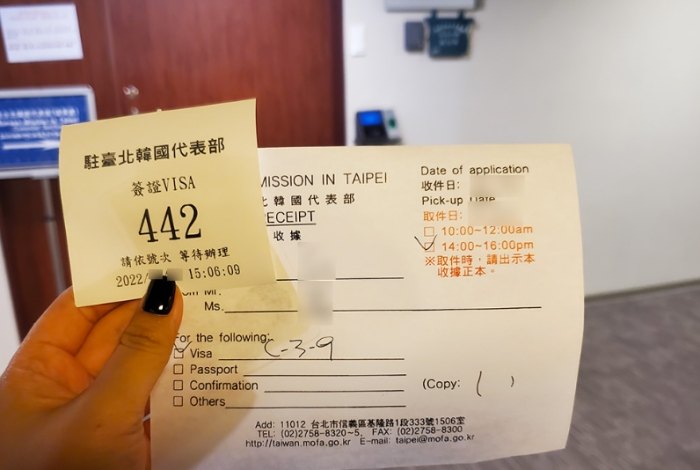 駐臺北韓國代表部
簽證VISA
442
請依號次 等待辦理
2022/ 15:06:09
MISSION IN TAIPEI
韓國代表部
RECEIPT
收據
Mr.
Ms.
Date of application
收件日:
Pick-up Date
取件日:
10:00~12:00am
14:00~16:00pm
※取件時,請出示本
收據正本。
For the following:
Visa C-3-9
Passport
Confirmation
Others
(Copy: )
Add: 11012 台北市信義區基隆路1段333號1506室
TEL: (02)2758-8320~5, FAX: (02)2758-8300
http://taiwan.mofa.go.kr E-mail: taipei@mofa.go.kr